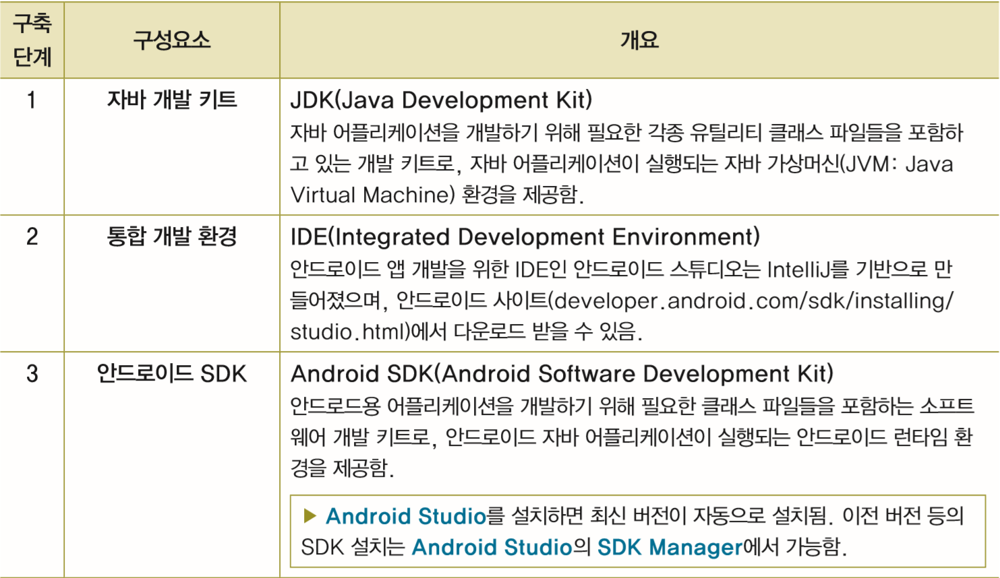 구축
단계
구성요소
개요
1
자바 개발 키트
JDK(Java Development Kit)
자바 어플리케이션을 개발하기 위해 필요한 각종 유틸리티 클래스 파일들을 포함하
고 있는 개발 키트로, 자바 어플리케이션이 실행되는 자바 가상머신(JVM: Java
Virtual Machine) 환경을 제공함.
2
통합 개발 환경
IDE(Integrated Development Environment)
안드로이드 앱 개발을 위한 IDE인 안드로이드 스튜디오는 IntelliJ를 기반으로 만
들어졌으며, 안드로이드 사이트(developer.android.com/sdk/installing/
studio.html)에서 다운로드 받을 수 있음.
3
안드로이드 SDK
Android SDK(Android Software Development Kit)
안드로드용 어플리케이션을 개발하기 위해 필요한 클래스 파일들을 포함하는 소프트
웨어 개발 키트로, 안드로이드 자바 어플리케이션이 실행되는 안드로이드 런타임 환
경을 제공함.
▶ Android Studio를 설치하면 최신 버전이 자동으로 설치됨. 이전 버전 등의
SDK 설치는 Android Studio의 SDK Manager에서 가능함.